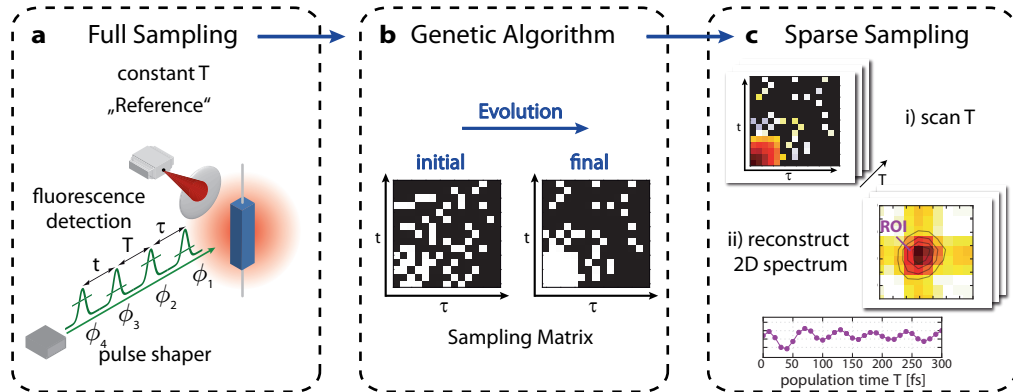 a Full Sampling
constant T
„Reference“
fluorescence
detection
t
T
τ
ϕ1
ϕ2
ϕ3
ϕ4
pulse shaper
b Genetic Algorithm
Evolution
initial
final
t
τ
t
τ
Sampling Matrix
c Sparse Sampling
t
τ
i) scan T
T
ROI
ii) reconstruct
2D spectrum
0 50 100 150 200 250 300
population time T [fs]